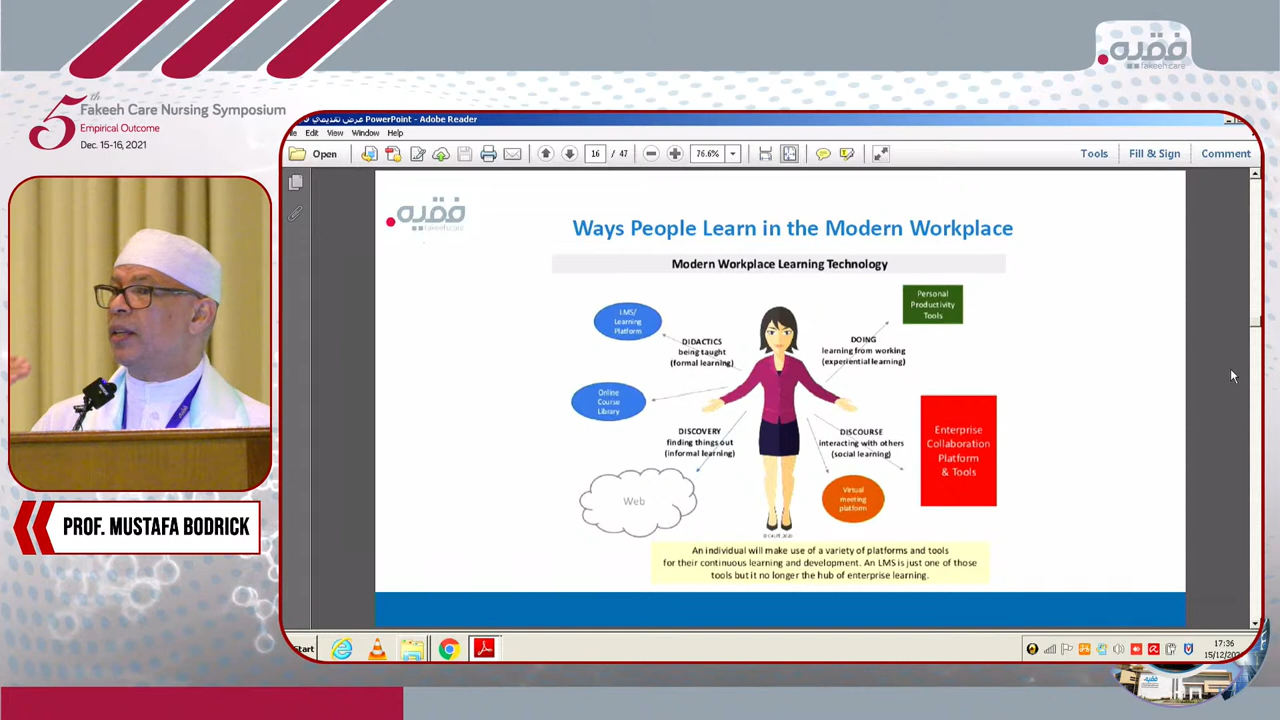 فقيه
fakeeh.care
5th Fakeeh Care Nursing Symposium
Empirical Outcome
Dec. 15-16, 2021
عرض تقديمي PowerPoint - Adobe Reader
Edit View Window Help
Open
16 / 47
76.6%
Tools Fill & Sign Comment
فقيه
fakeeh.care
Ways People Learn in the Modern Workplace
Modern Workplace Learning Technology
LMS/
Learning
Platform
DIDACTICS
being taught
(formal learning)
Online
Course
Library
DISCOVERY
finding things out
(informal learning)
Web
Personal
Productivity
Tools
DOING
learning from working
(experiential learning)
DISCOURSE
interacting with others
(social learning)
Enterprise
Collaboration
Platform
& Tools
Virtual
meeting
platform
An individual will make use of a variety of platforms and tools
for their continuous learning and development. An LMS is just one of those
tools but it no longer the hub of enterprise learning.
PROF. MUSTAFA BODRICK
17:36